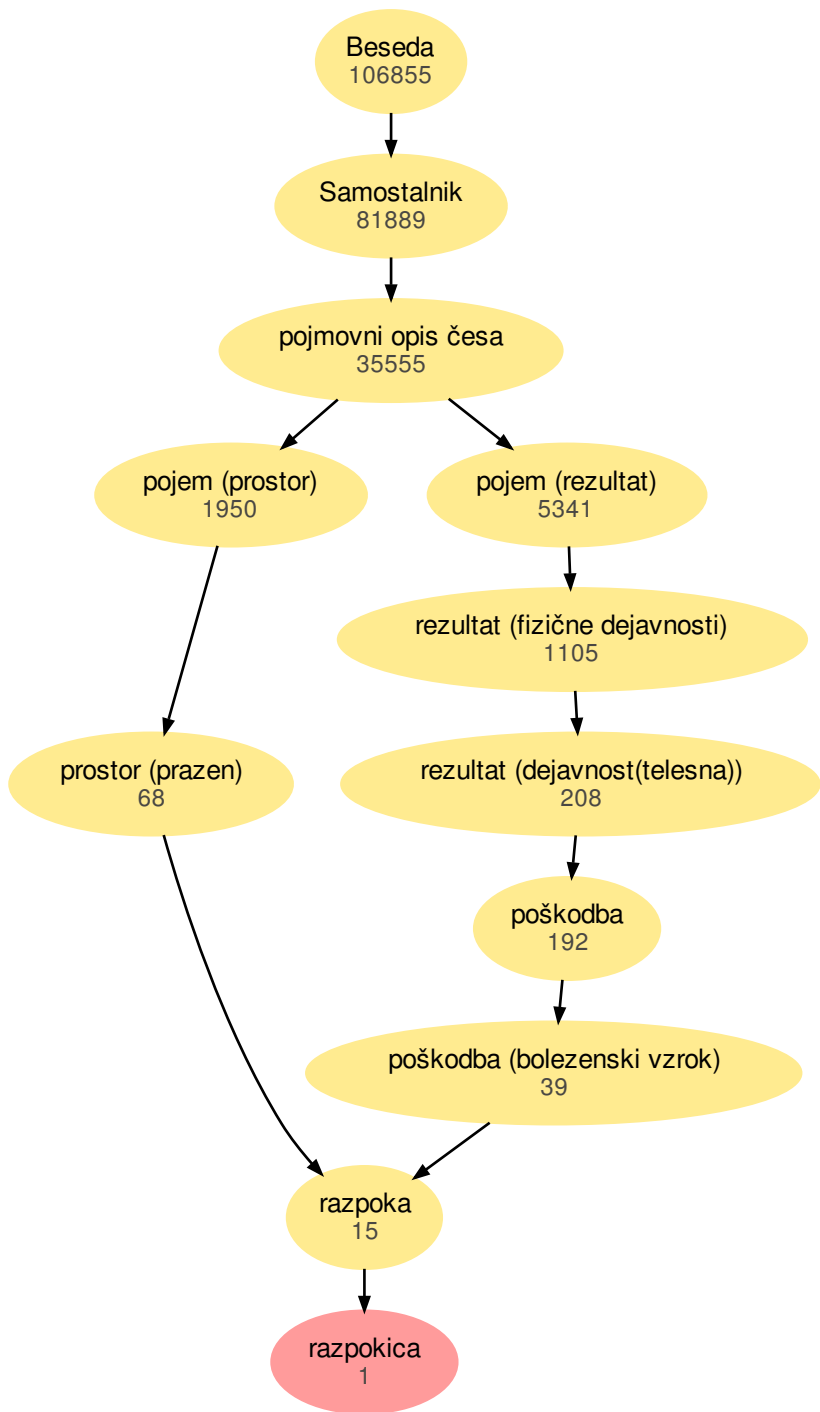 Beseda
106855
Samostalnik
81889
pojmovni opis česa
35555
pojem (prostor)
1950
pojem (rezultat)
5341
rezultat (fizične dejavnosti)
1105
prostor (prazen)
68
rezultat (dejavnost(telesna))
208
poškodba
192
poškodba (bolezenski vzrok)
39
razpoka
15
razpokica
1